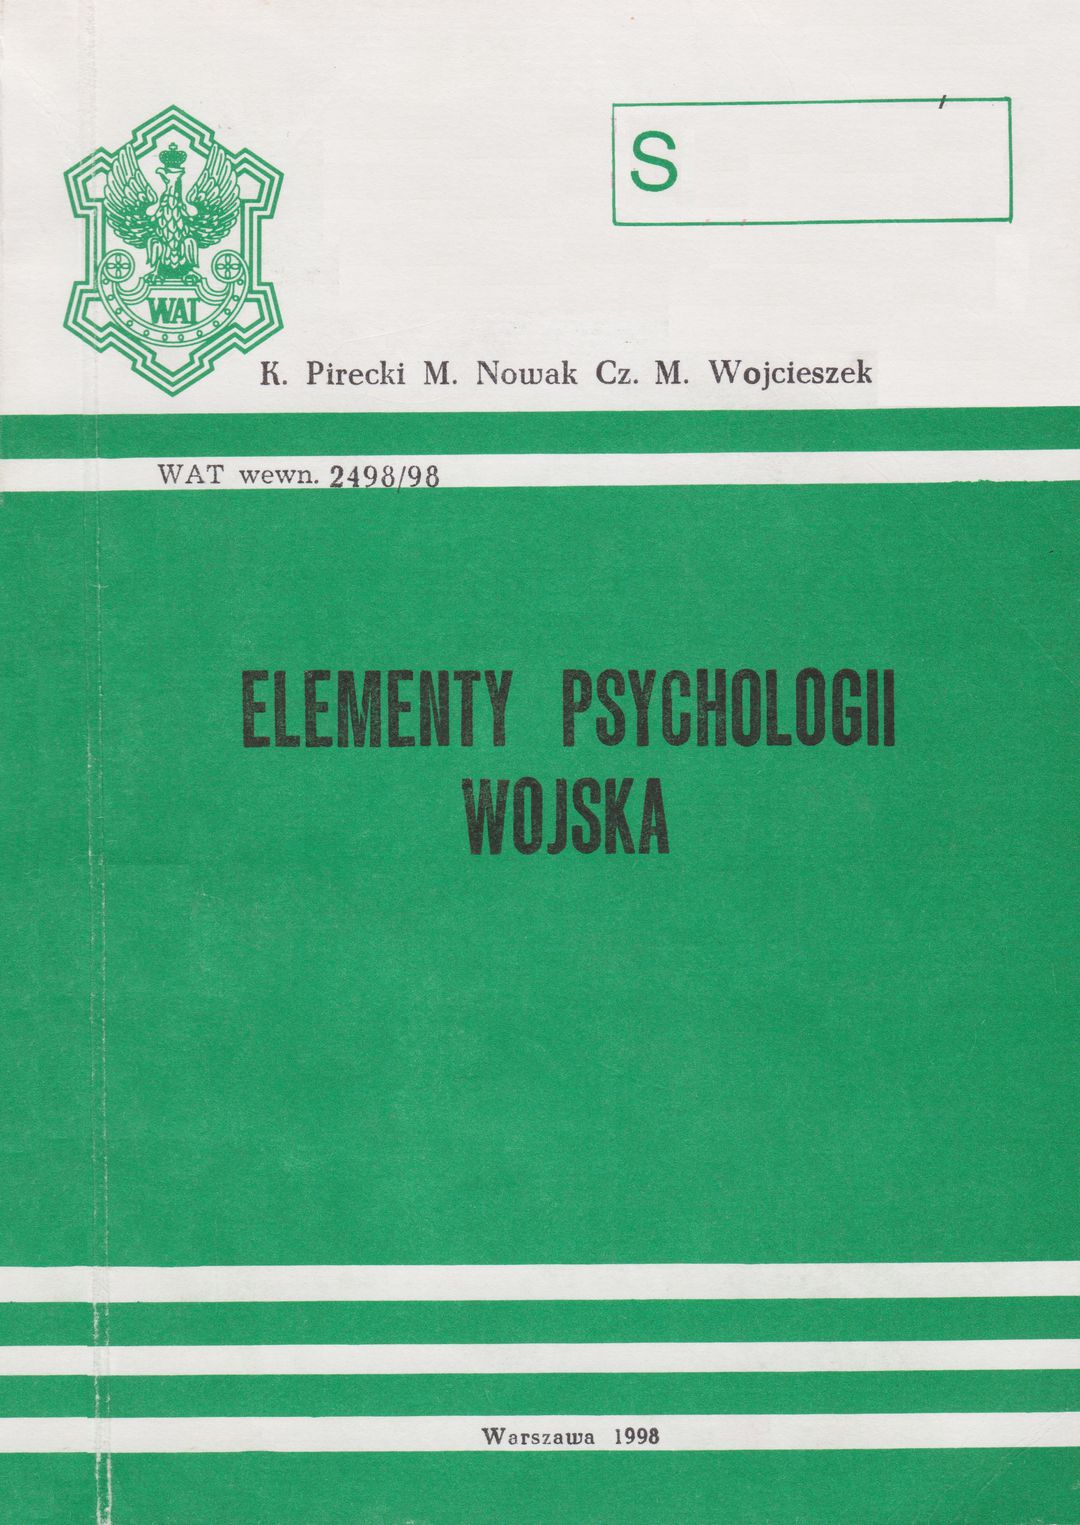 S
WAT
K. Pirecki M. Nowak Cz. M. Wojcieszek
WAT wewn. 2498/98
ELEMENTY PSYCHOLOGII
WOJSKA
Warszawa 1998